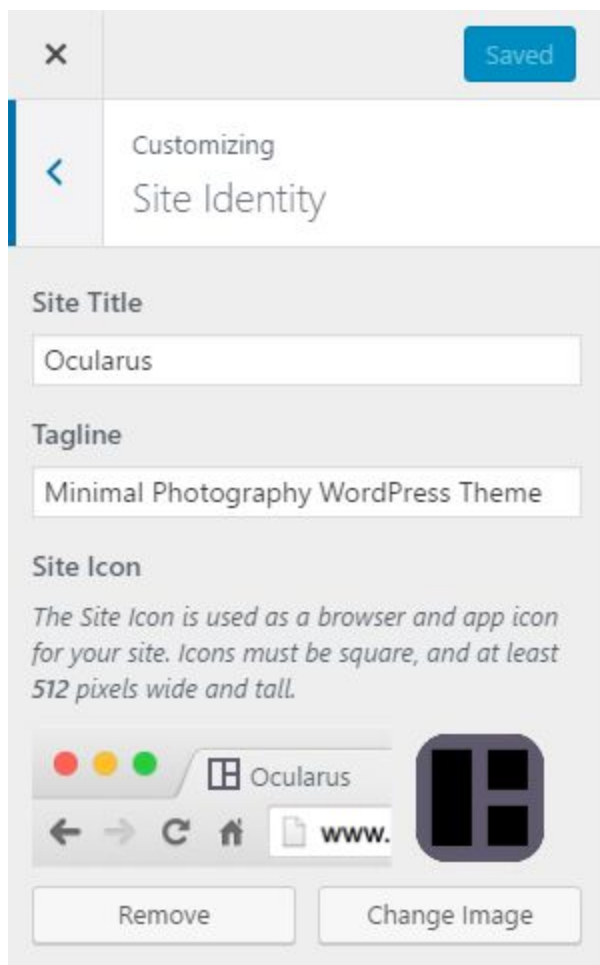 Saved
Customizing
Site Identity
Site Title
Ocularus
Tagline
Minimal Photography WordPress Theme
Site Icon
The Site Icon is used as a browser and app icon
for your site. Icons must be square, and at least
512 pixels wide and tall.
Ocularus
www.
Remove
Change Image